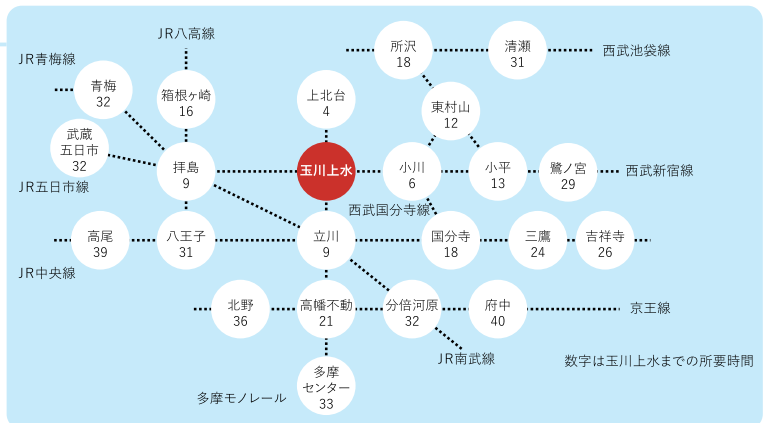 JR八高線
所沢
18
清瀬
31
西武池袋線
JR青梅線
青梅
32
箱根ヶ崎
16
上北台
4
東村山
12
武蔵
五日市
32
拝島
9
玉川上水
小川
6
小平
13
鷺ノ宮
29
西武新宿線
JR五日市線
西武国分寺線
高尾
39
八王子
31
立川
9
国分寺
18
三鷹
24
吉祥寺
26
JR中央線
北野
36
高幡不動
21
分倍河原
32
府中
40
京王線
JR南武線
数字は玉川上水までの所要時間
多摩
センター
33
多摩モノレール